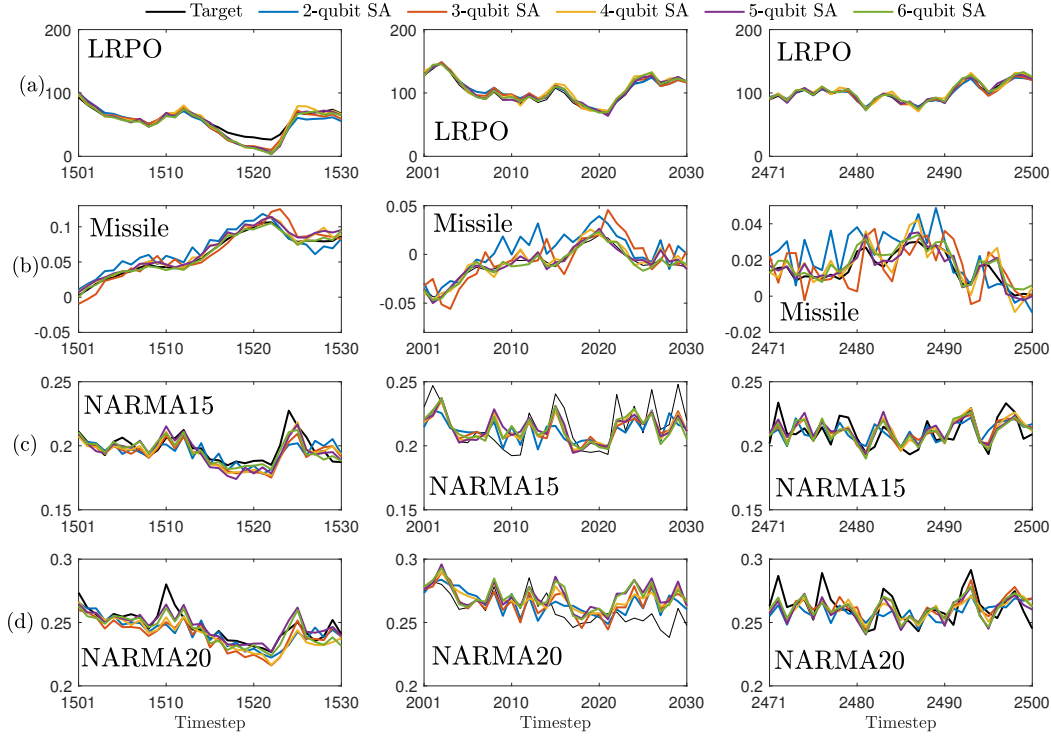 Target 2-qubit SA 3-qubit SA 4-qubit SA 5-qubit SA 6-qubit SA
(a)
200
100
0
LRPO
1501 1510 1520 1530
200
100
0
LRPO
2001 2010 2020 2030
200
100
0
LRPO
2471 2480 2490 2500
(b)
0.1
0.05
0
-0.05
Missile
1501 1510 1520 1530
0.05
0
-0.05
Missile
2001 2010 2020 2030
0.04
0.02
0
-0.02
Missile
2471 2480 2490 2500
(c)
0.25
0.2
0.15
NARMA15
1501 1510 1520 1530
0.25
0.2
0.15
NARMA15
2001 2010 2020 2030
0.25
0.2
0.15
NARMA15
2471 2480 2490 2500
(d)
0.3
0.25
0.2
NARMA20
1501 1510 1520 1530
Timestep
0.3
0.25
0.2
NARMA20
2001 2010 2020 2030
Timestep
0.3
0.25
0.2
NARMA20
2471 2480 2490 2500
Timestep